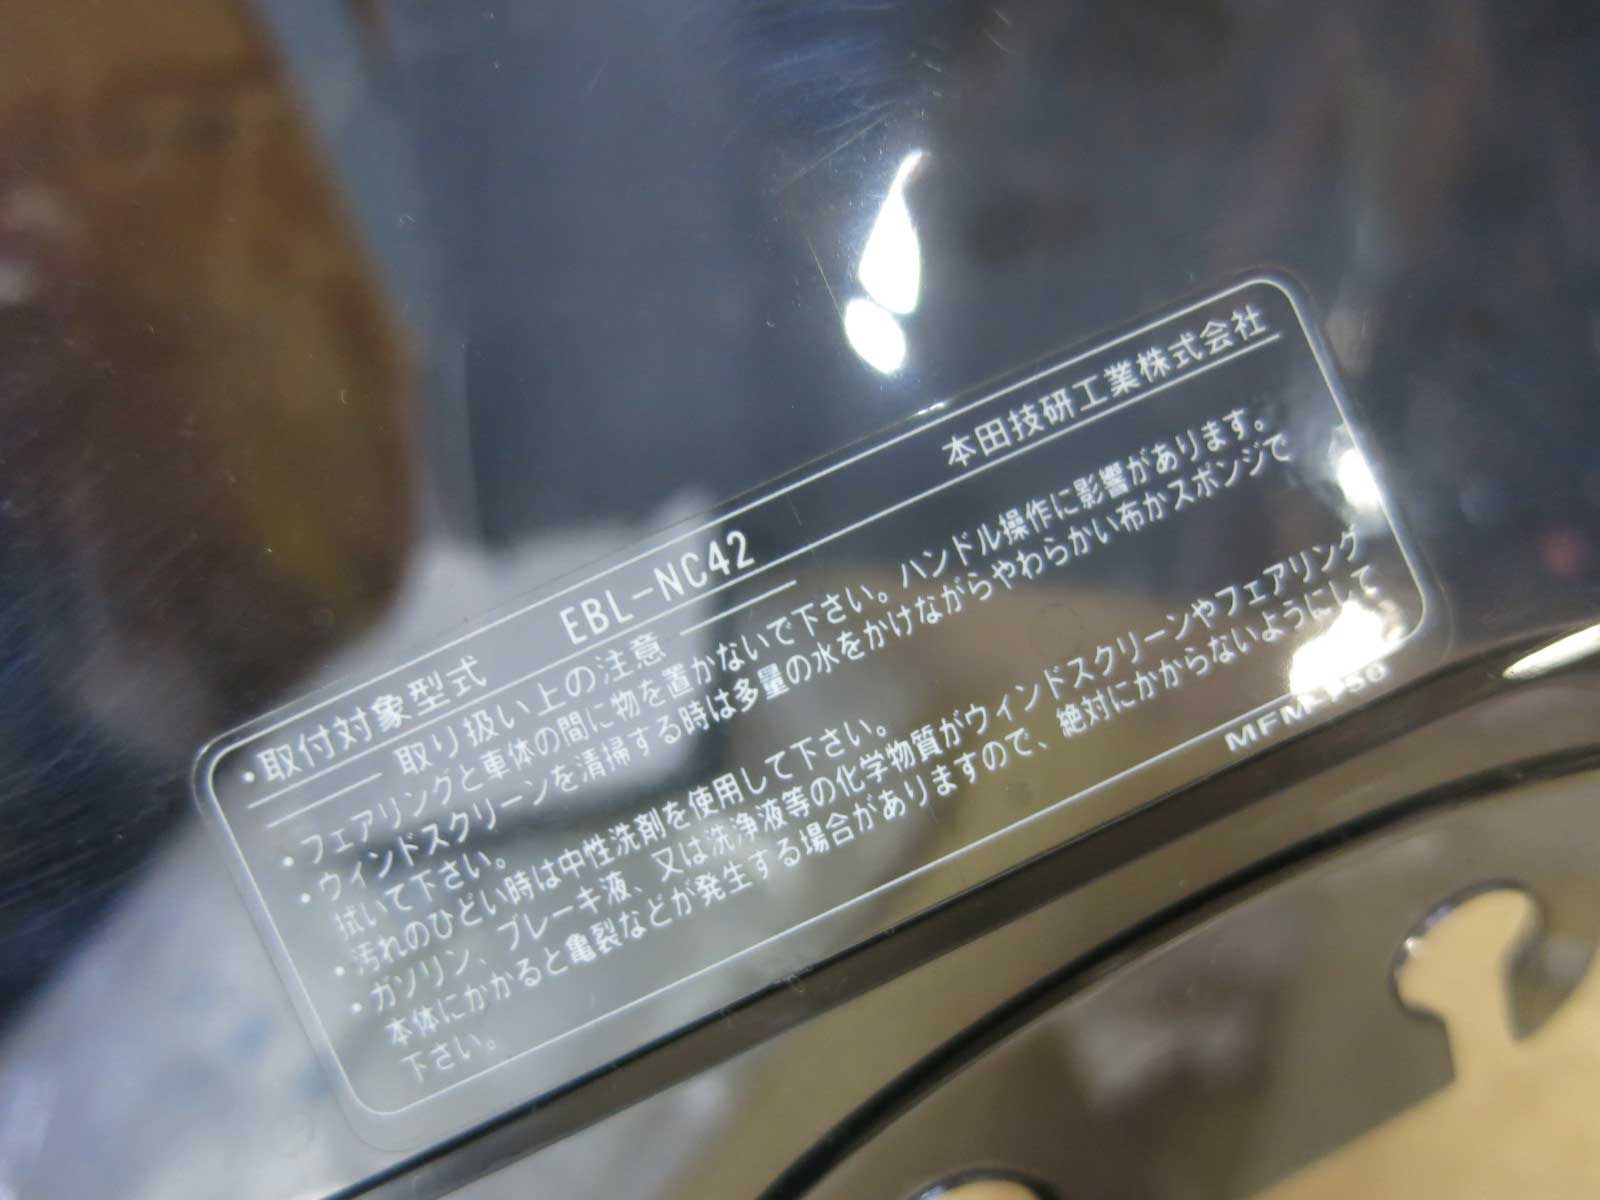 本田技研工業株式会社
・取付対象型式 EBL-NC42
取り扱い上の注意
・フェアリングと車体の間に物を置かないで下さい。ハンドル操作に影響があります。
・ウィンドスクリーンを清掃する時は多量の水をかけながらやわらかい布かスポンジで
拭いて下さい。
・汚れのひどい時は中性洗剤を使用して下さい。
・ガソリン、ブレーキ液、又は洗浄液等の化学物質がウィンドスクリーンやフェアリング
本体にかかると亀裂などが発生する場合がありますので、絶対にかからないようにして
下さい。